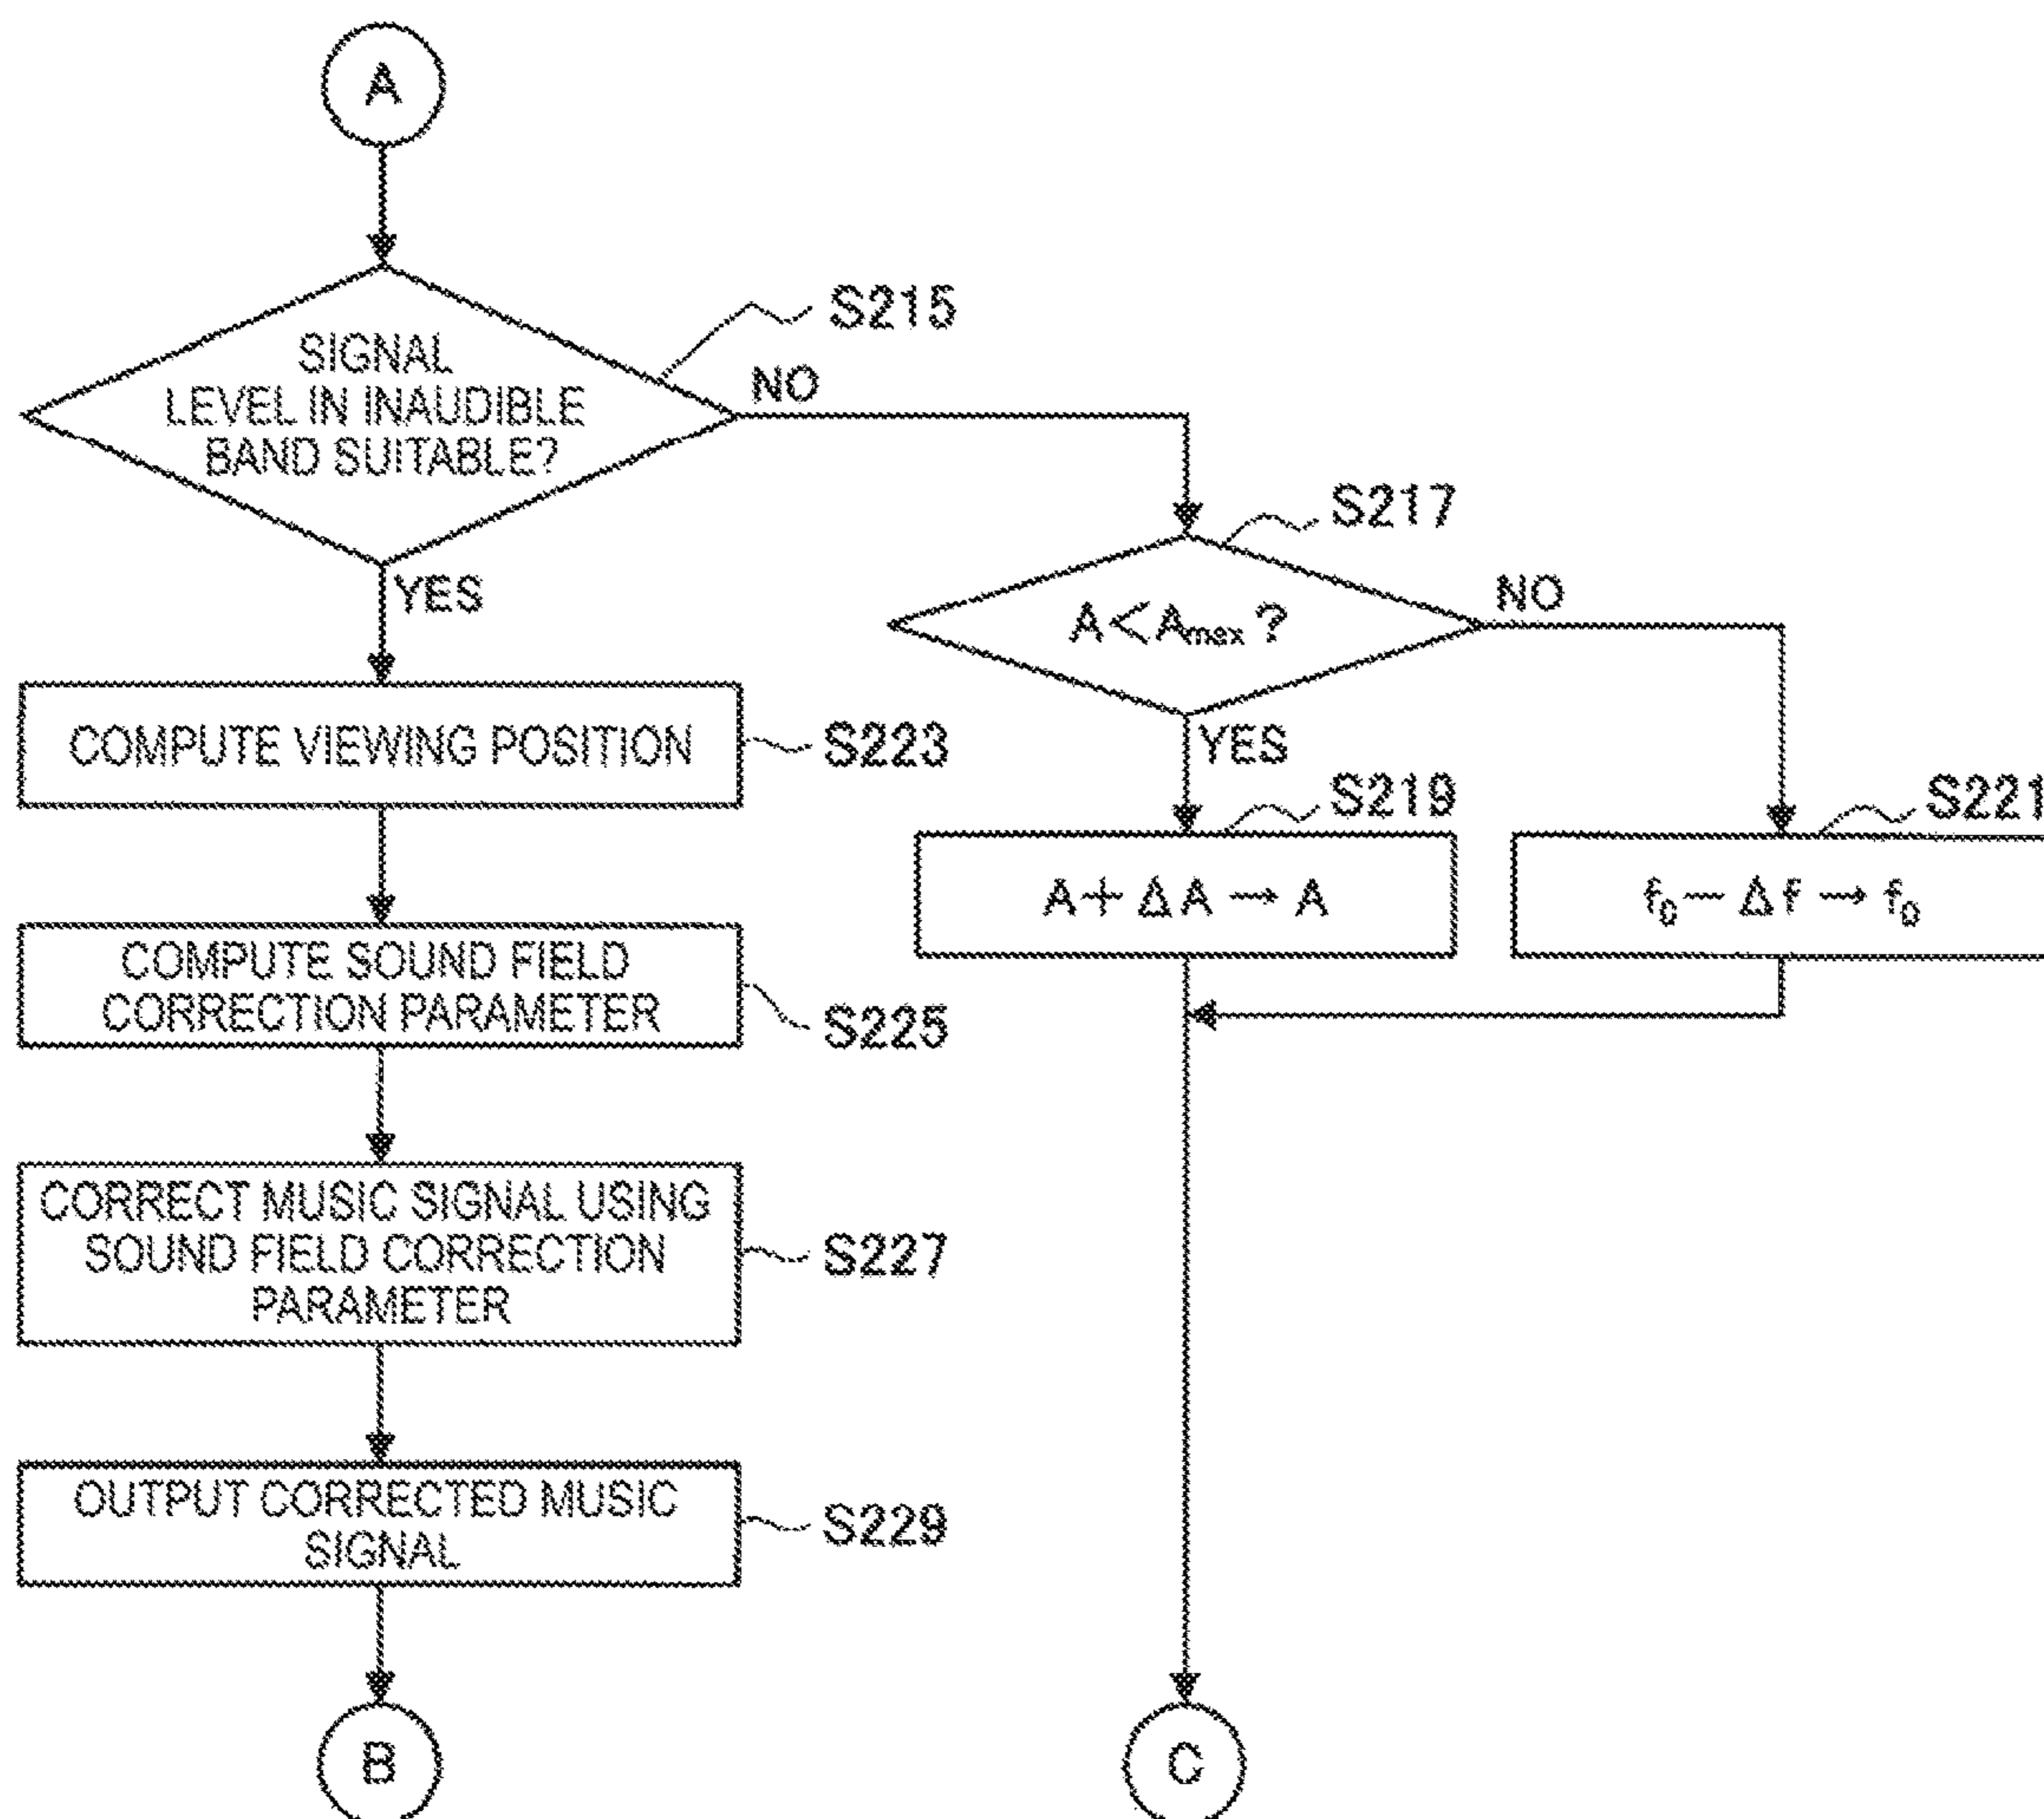 A
SIGNAL
LEVEL IN INAUDIBLE
BAND SUITABLE?
S215
NO
YES
S217
A<Amax?
NO
YES
COMPUTE VIEWING POSITION
S223
S219
A+ΔA→A
S221
f0−Δf→f0
COMPUTE SOUND FIELD
CORRECTION PARAMETER
S225
CORRECT MUSIC SIGNAL USING
SOUND FIELD CORRECTION
PARAMETER
S227
OUTPUT CORRECTED MUSIC
SIGNAL
S229
B
C